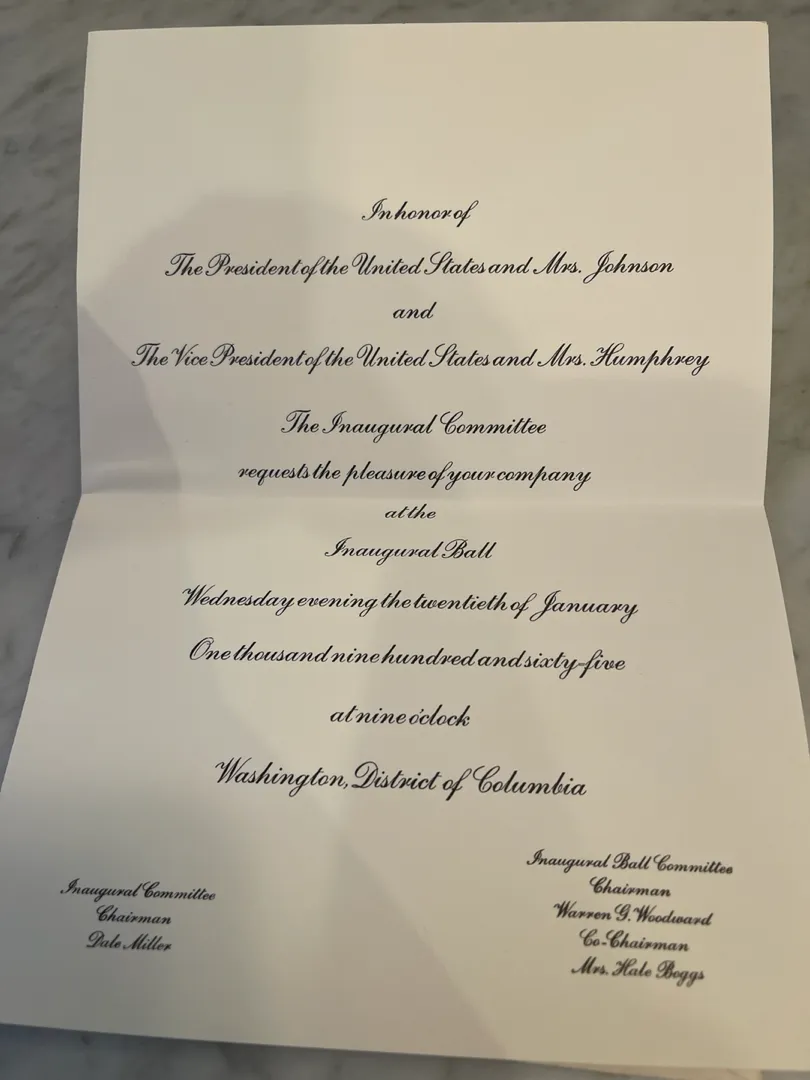 In honor of
The President of the United States and Mrs. Johnson
and
The Vice President of the United States and Mrs. Humphrey
The Inaugural Committee
requests the pleasure of your company
at the
Inaugural Ball
Wednesday evening the twentieth of January
One thousand nine hundred and sixty-five
at nine o'clock
Washington, District of Columbia
Inaugural Committee
Chairman
Dale Miller
Inaugural Ball Committee
Chairman
Warren G. Woodward
Co-Chairman
Mrs. Hale Boggs